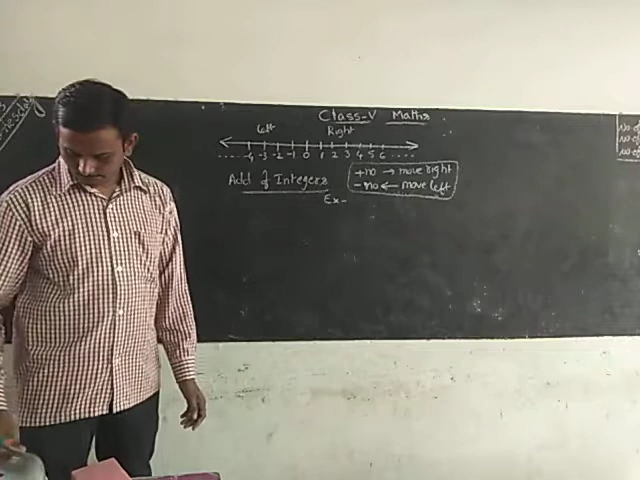 Class-V Maths
Left Right
.....-4 -3 -2 -1 0 1 2 3 4 5 6 ....
Add of Integers
+no → move right
-no ← move left
Ex-